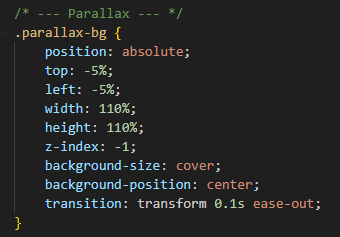 /* --- Parallax --- */
.parallax-bg {
    position: absolute;
    top: -5%;
    left: -5%;
    width: 110%;
    height: 110%;
    z-index: -1;
    background-size: cover;
    background-position: center;
    transition: transform 0.1s ease-out;
}